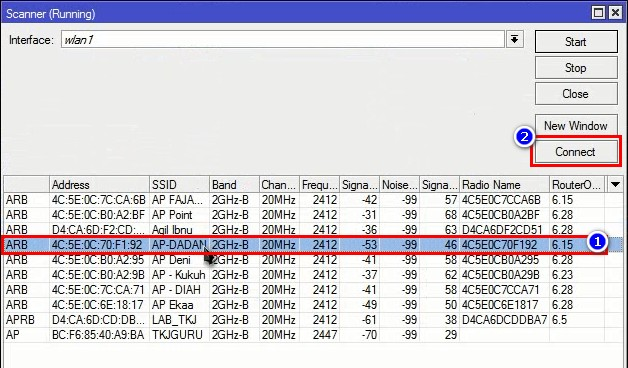 Scanner (Running)
Interface: wlan1
Start
Stop
Close
New Window
2
Connect
Address SSID Band Chan... Frequ... Signa... Noise... Signa... Radio Name RouterO...
ARB 4C:5E:0C:7C:CA:6B AP FAJA... 2GHz-B 20MHz 2412 -42 -99 57 4C5E0C7CCA6B 6.15
ARB 4C:5E:0C:B0:A2:BF AP Point 2GHz-B 20MHz 2412 -31 -99 68 4C5E0CB0A2BF 6.28
ARB D4:CA:6D:F2:CD:... Aqil Ibnu 2GHz-B 20MHz 2412 -36 -99 63 D4CA6DF2CD51 6.28
ARB 4C:5E:0C:70:F1:92 AP-DADAN 2GHz-B 20MHz 2412 -53 -99 46 4C5E0C70F192 6.15 1
ARB 4C:5E:0C:B0:A2:95 AP Deni 2GHz-B 20MHz 2412 -41 -99 58 4C5E0CB0A295 6.28
ARB 4C:5E:0C:B0:A2:9B AP - Kukuh 2GHz-B 20MHz 2412 -37 -99 62 4C5E0CB0A29B 6.23
ARB 4C:5E:0C:7C:CA:71 AP - DIAH 2GHz-B 20MHz 2412 -41 -99 58 4C5E0C7CCA71 6.28
ARB 4C:5E:0C:6E:18:17 AP Ekaa 2GHz-B 20MHz 2412 -49 -99 50 4C5E0C6E1817 6.28
APRB D4:CA:6D:CD:DB... LAB_TKJ 2GHz-B 20MHz 2412 -61 -99 38 D4CA6DCDDBA7 6.5
AP BC:F6:85:40:A9:BA TKJGURU 2GHz-B 20MHz 2447 -70 -99 29